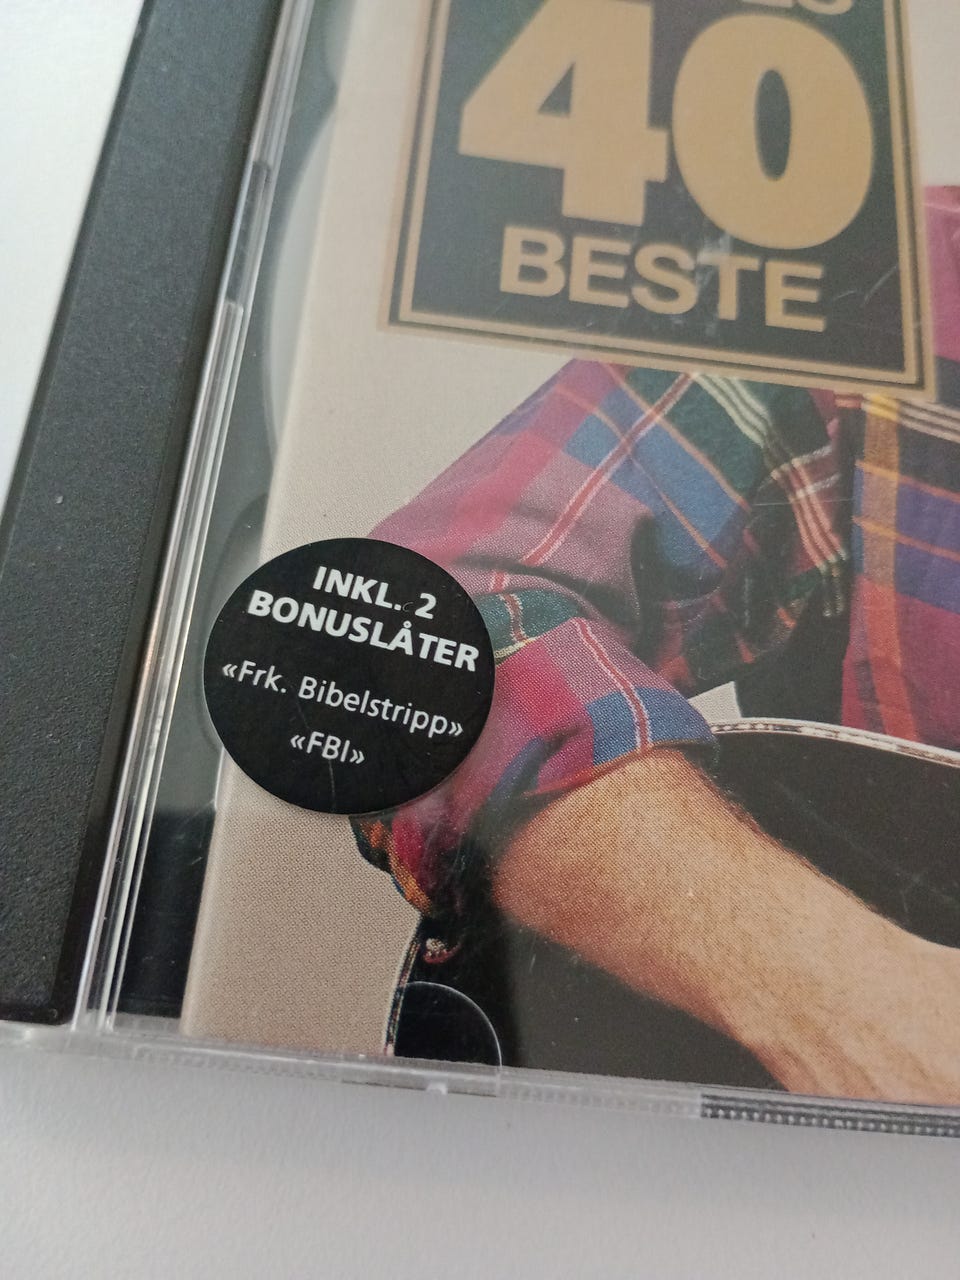 40
BESTE
INKL. 2
BONUSLÅTER
«Frk. Bibelstripp»
«FBI»